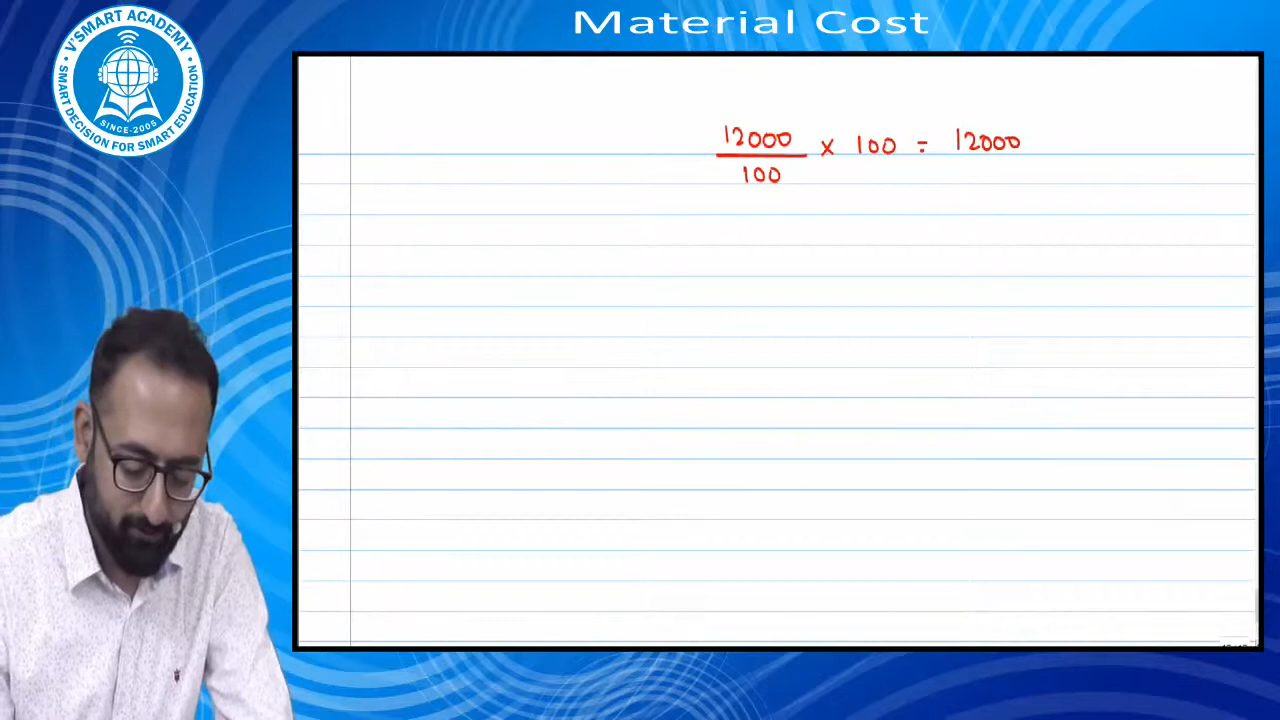 Material Cost
V'SMART ACADEMY
SINCE-2005
SMART DECISION FOR SMART EDUCATION
12000
100
× 100 = 12000